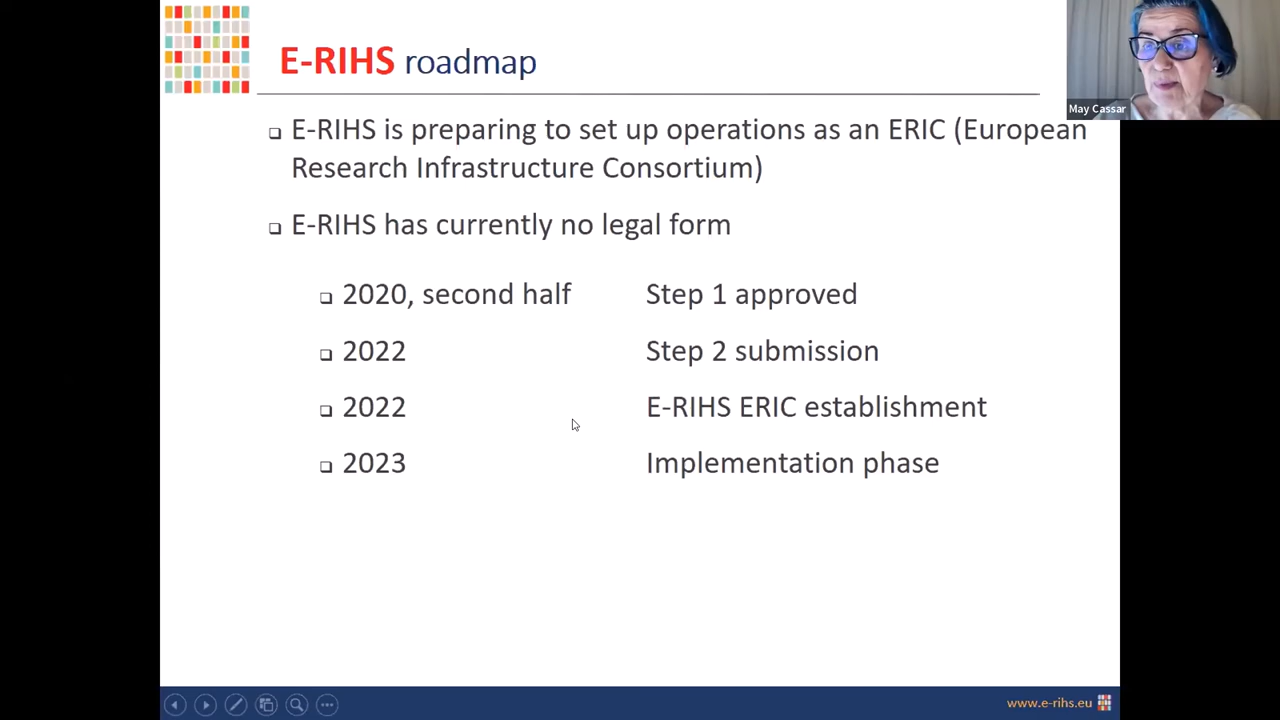 E-RIHS roadmap
May Cassar
❑ E-RIHS is preparing to set up operations as an ERIC (European
Research Infrastructure Consortium)
❑ E-RIHS has currently no legal form
❑ 2020, second half Step 1 approved
❑ 2022 Step 2 submission
❑ 2022 E-RIHS ERIC establishment
❑ 2023 Implementation phase
www.e-rihs.eu